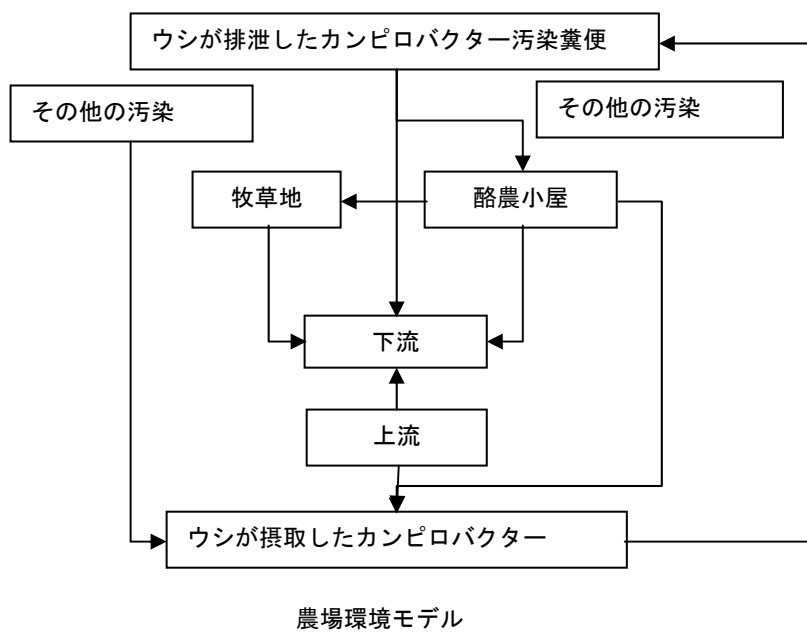 ウシが排泄したカンピロバクター汚染糞便
その他の汚染
その他の汚染
牧草地
酪農小屋
下流
上流
ウシが摂取したカンピロバクター
農場環境モデル